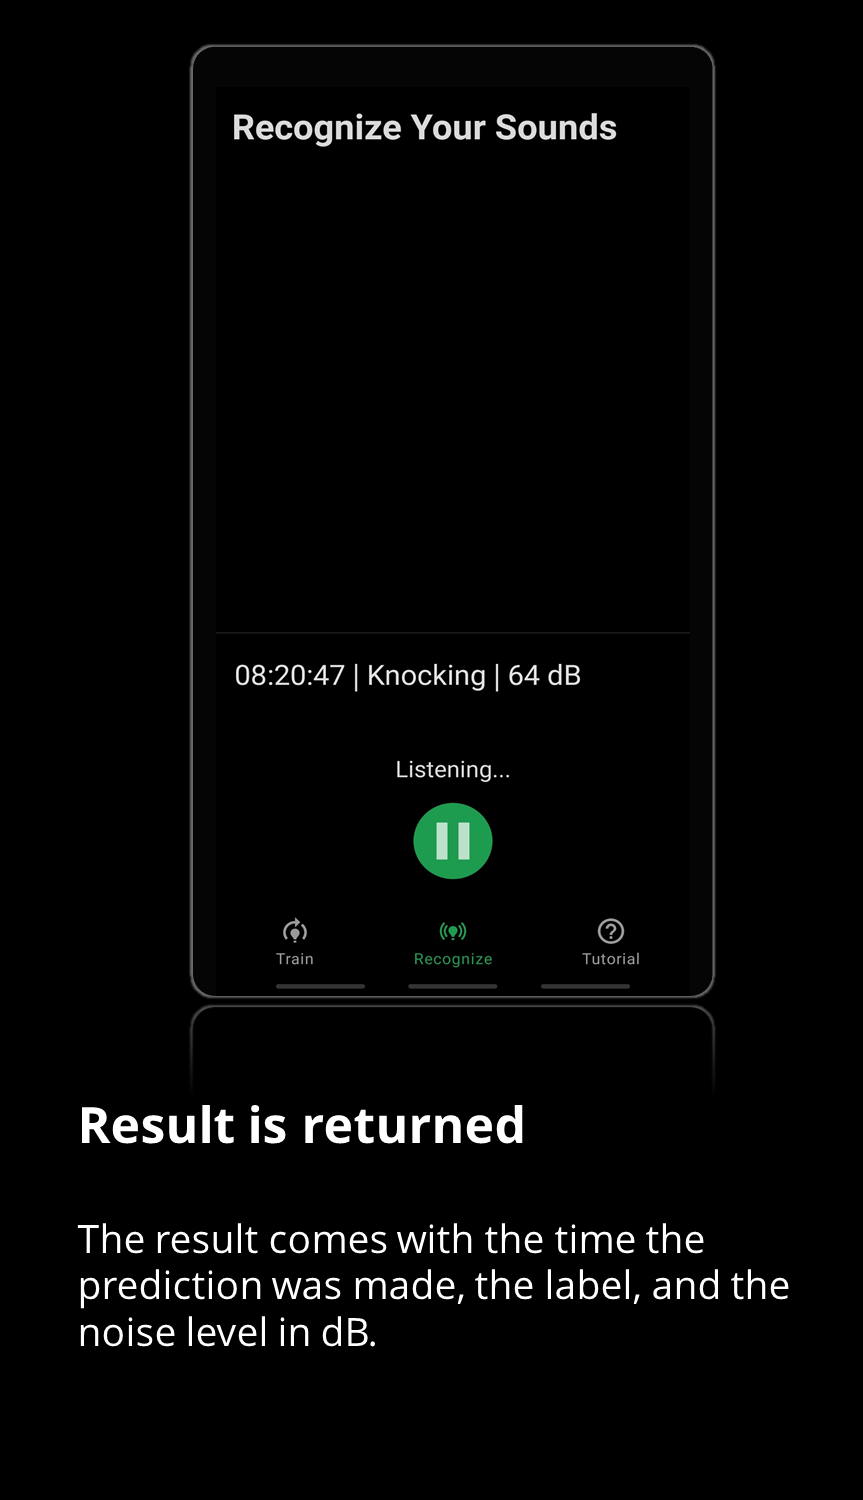 Recognize Your Sounds
08:20:47 | Knocking | 64 dB
Listening...
Train
Recognize
Tutorial
Result is returned
The result comes with the time the
prediction was made, the label, and the
noise level in dB.